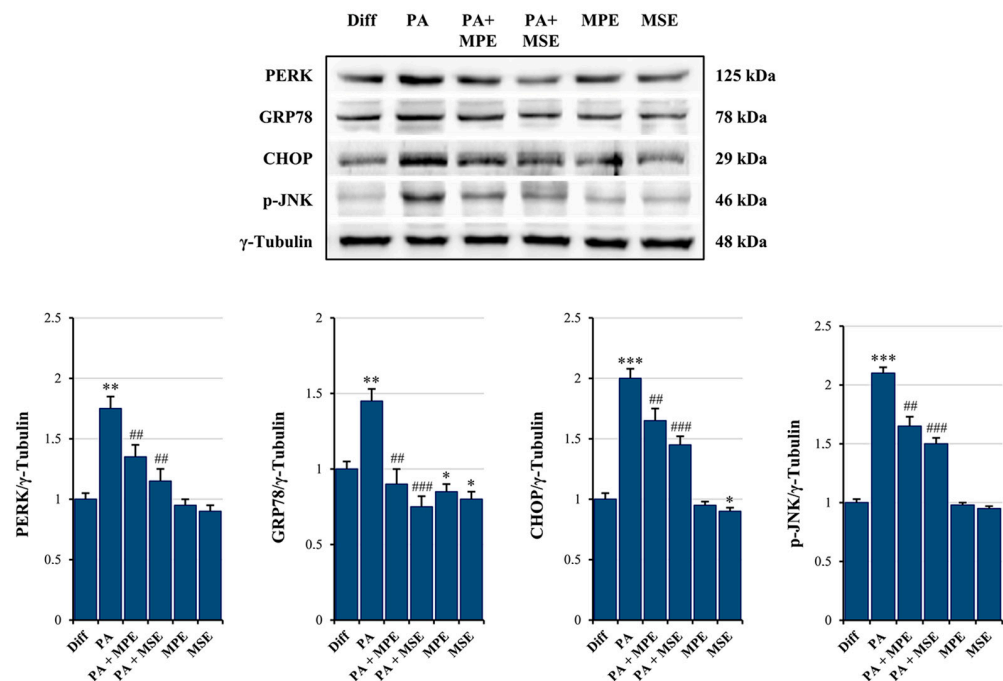 Diff PA PA+ PA+ MPE MSE
MPE MSE
PERK 125 kDa
GRP78 78 kDa
CHOP 29 kDa
p-JNK 46 kDa
γ-Tubulin 48 kDa
PERK/γ-Tubulin
2.5
2
1.5
1
0.5
0
**
##
##
Diff
PA
PA + MPE
PA + MSE
MPE
MSE
GRP78/γ-Tubulin
2
1.5
1
0.5
0
**
##
###
*
*
Diff
PA
PA + MPE
PA + MSE
MPE
MSE
CHOP/γ-Tubulin
2.5
2
1.5
1
0.5
0
***
##
###
*
Diff
PA
PA + MPE
PA + MSE
MPE
MSE
p-JNK/γ-Tubulin
2.5
2
1.5
1
0.5
0
***
##
###
Diff
PA
PA + MPE
PA + MSE
MPE
MSE